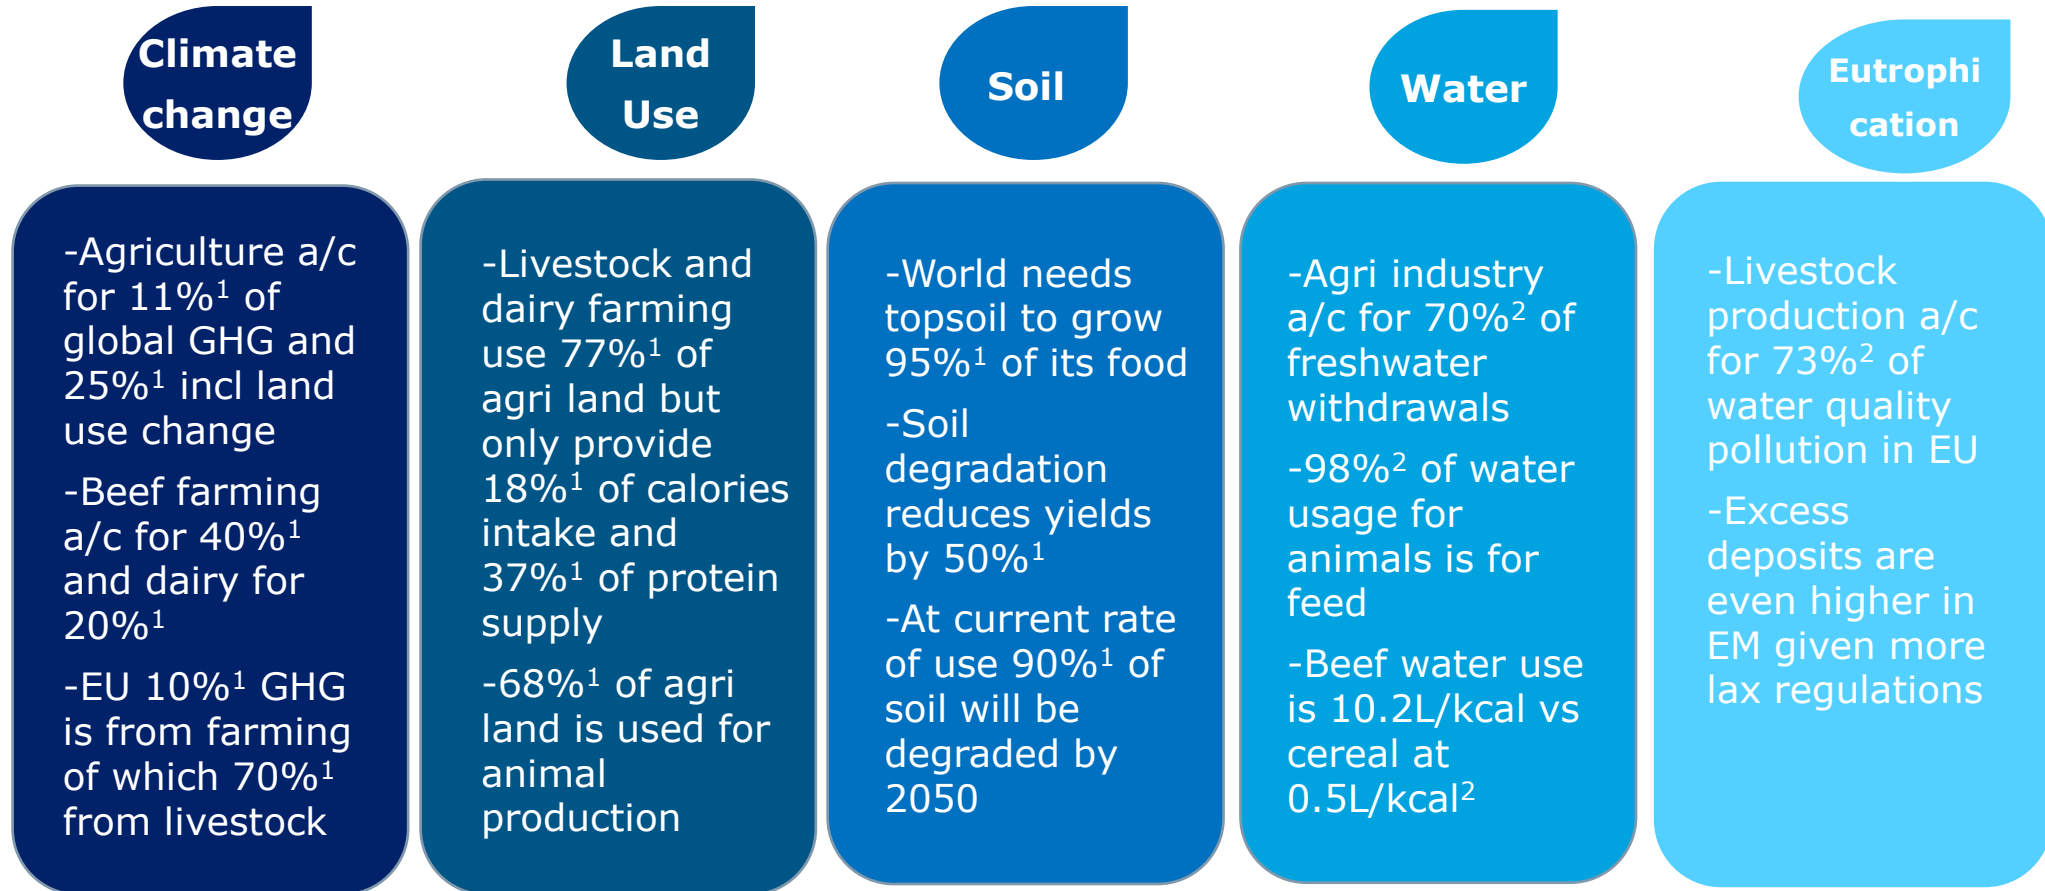 Climate
change
-Agriculture a/c
for 11%¹ of
global GHG and
25%¹ incl land
use change
-Beef farming
a/c for 40%¹
and dairy for
20%¹
-EU 10%¹ GHG
is from farming
of which 70%¹
from livestock
Land
Use
-Livestock and
dairy farming
use 77%¹ of
agri land but
only provide
18%¹ of calories
intake and
37%¹ of protein
supply
-68%¹ of agri
land is used for
animal
production
Soil
-World needs
topsoil to grow
95%¹ of its food
-Soil
degradation
reduces yields
by 50%¹
-At current rate
of use 90%¹ of
soil will be
degraded by
2050
Water
-Agri industry
a/c for 70%² of
freshwater
withdrawals
-98%² of water
usage for
animals is for
feed
-Beef water use
is 10.2L/kcal vs
cereal at
0.5L/kcal²
Eutrophi
cation
-Livestock
production a/c
for 73%² of
water quality
pollution in EU
-Excess
deposits are
even higher in
EM given more
lax regulations